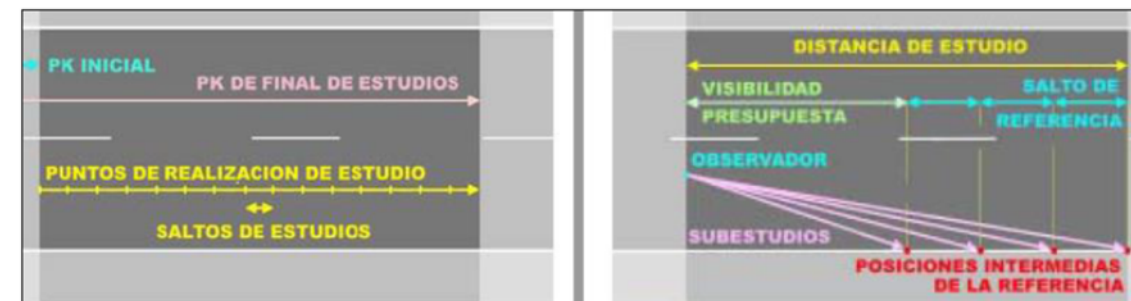 PK INICIAL
PK DE FINAL DE ESTUDIOS
PUNTOS DE REALIZACION DE ESTUDIO
SALTOS DE ESTUDIOS
DISTANCIA DE ESTUDIO
VISIBILIDAD
PRESUPUESTA
SALTO DE
REFERENCIA
OBSERVADOR
SUBESTUDIOS
POSICIONES INTERMEDIAS
DE LA REFERENCIA